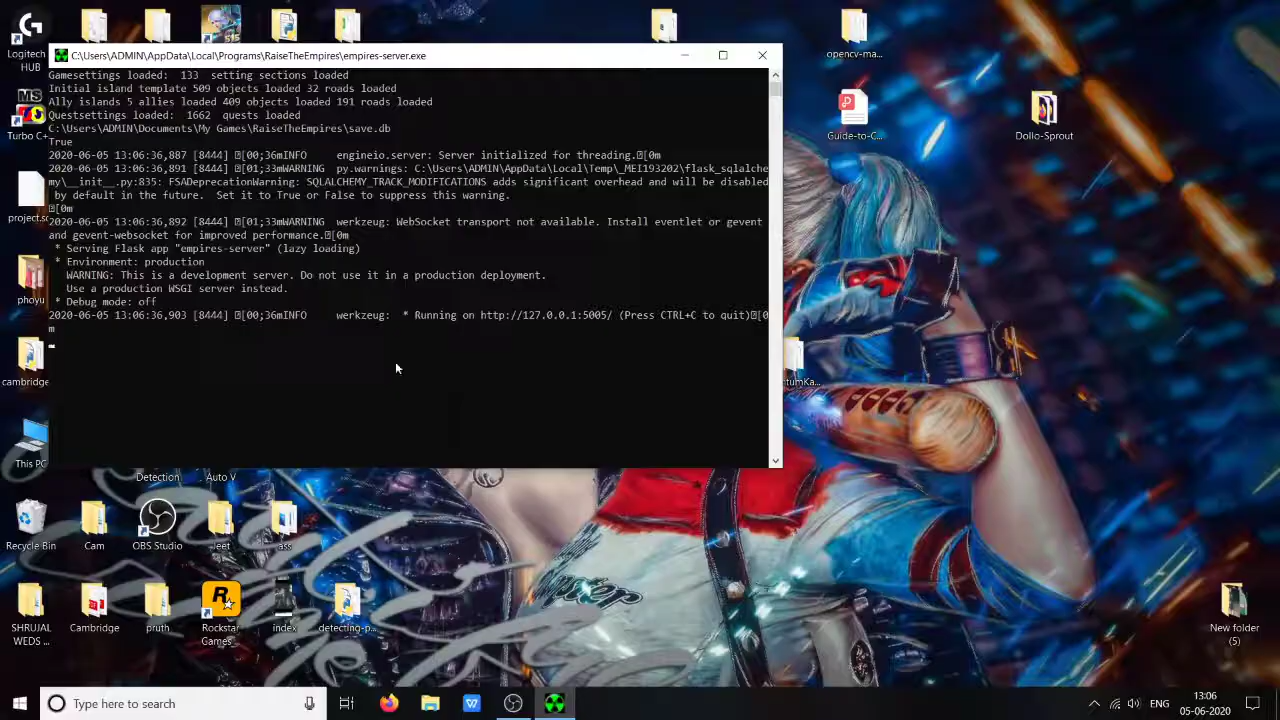 C:\Users\ADMIN\AppData\Local\Programs\RaiseTheEmpires\empires-server.exe
Gamesettings loaded:  133  setting sections loaded
Initial island template 509 objects loaded 32 roads loaded
Ally islands 5 allies loaded 409 objects loaded 191 roads loaded
Questsettings loaded:  1662  quests loaded
C:\Users\ADMIN\Documents\My Games\RaiseTheEmpires\save.db
True
2020-06-05 13:06:36,887 [8444] [00;36mINFO     engineio.server: Server initialized for threading.[0m
2020-06-05 13:06:36,891 [8444] [01;33mWARNING  py.warnings: C:\Users\ADMIN\AppData\Local\Temp\_MEI193202\flask_sqlalche
my\__init__.py:835: FSADeprecationWarning: SQLALCHEMY_TRACK_MODIFICATIONS adds significant overhead and will be disabled
 by default in the future.  Set it to True or False to suppress this warning.
[0m
2020-06-05 13:06:36,892 [8444] [01;33mWARNING  werkzeug: WebSocket transport not available. Install eventlet or gevent
and gevent-websocket for improved performance.[0m
 * Serving Flask app "empires-server" (lazy loading)
 * Environment: production
   WARNING: This is a development server. Do not use it in a production deployment.
   Use a production WSGI server instead.
 * Debug mode: off
2020-06-05 13:06:36,903 [8444] [00;36mINFO     werkzeug:  * Running on http://127.0.0.1:5005/ (Press CTRL+C to quit)[0
m
Logitech
HUB
opencv-ma...
MS
Turbo C+
Guide-to-C...
Dollo-Sprout
project.sc
phoyu
cambridge
This PC
Detection
Auto V
Recycle Bin
Cam
OBS Studio
leet
ass
SHRUJAL
WEDS ...
Cambridge
pruth
Rockstar
Games
index
detecting-p...
New folder
(5)
Type here to search
ENG
13:06
05-06-2020